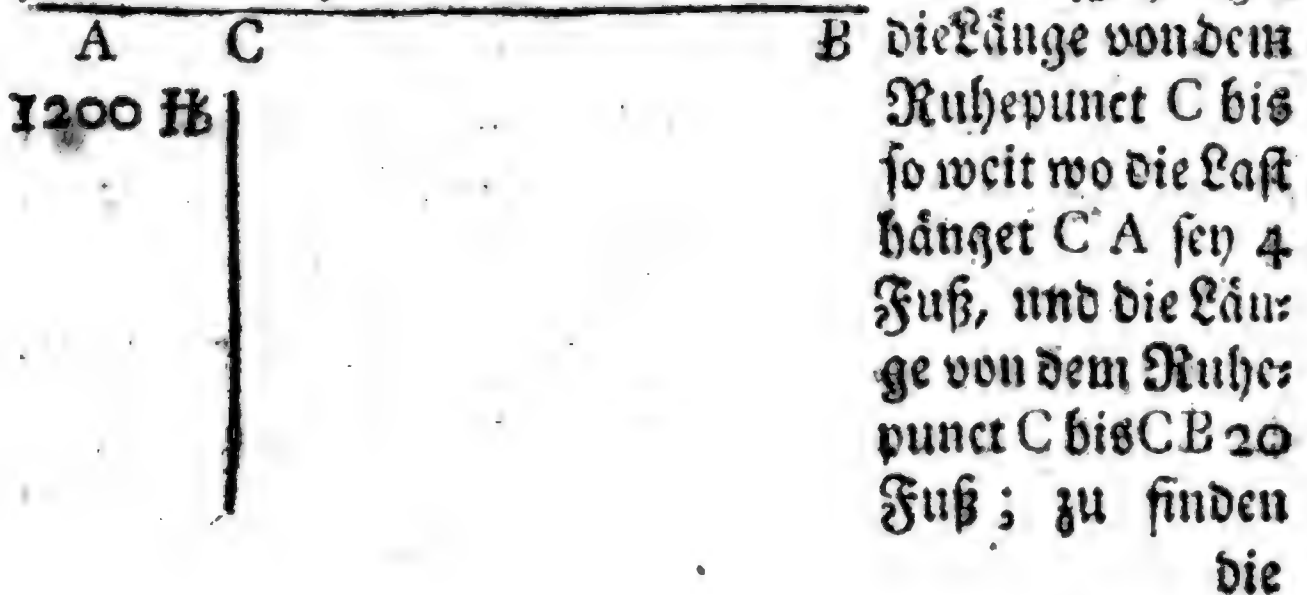 A C B
1200 ℔
die Länge von dem
Ruhepunct C bis
so weit wo die Last
hänget C A sey 4
Fuß, und die Län⸗
ge von dem Ruhe⸗
punct C bis C B 20
Fuß; zu finden
die